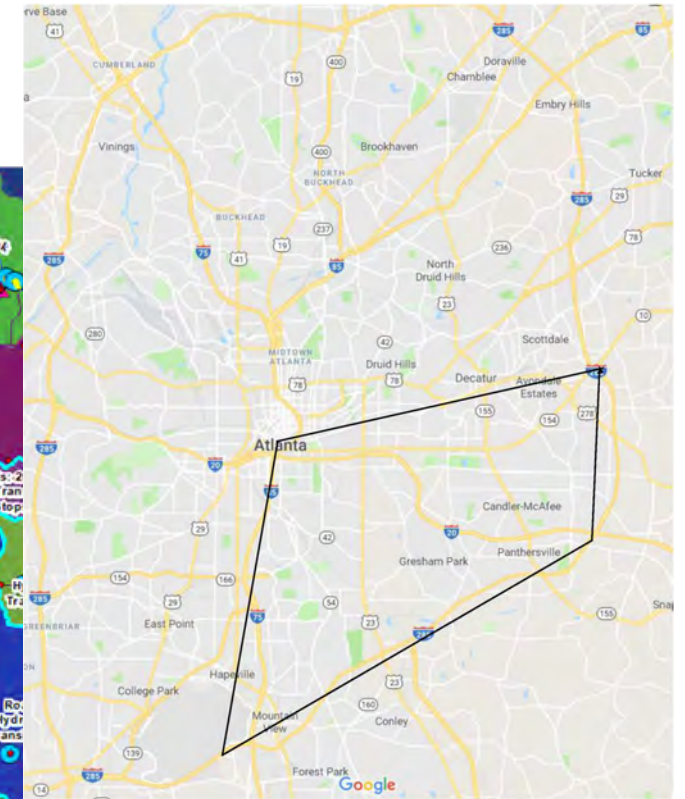 rve Base
41
285
85
CUMBERLAND
400
Doraville
19
Chamblee
Embry Hills
Vinings
400
Brookhaven
NORTH
BUCKHEAD
Tucker
285
29
BUCKHEAD
237
78
19
236
75
41
285
85
North
Druid Hills
23
10
280
42
Scottdale
MIDTOWN
ATLANTA
Druid Hills
78
78
Decatur
Avondale
Estates
155
278
154
Atlanta
285
20
Candler-McAfee
29
42
20
Panthersville
Gresham Park
154
166
285
29
54
155
75
23
GREENBRIAR
East Point
Hapeville
23
College Park
160
Mountain
View
Conley
139
285
Forest Park
14
Google